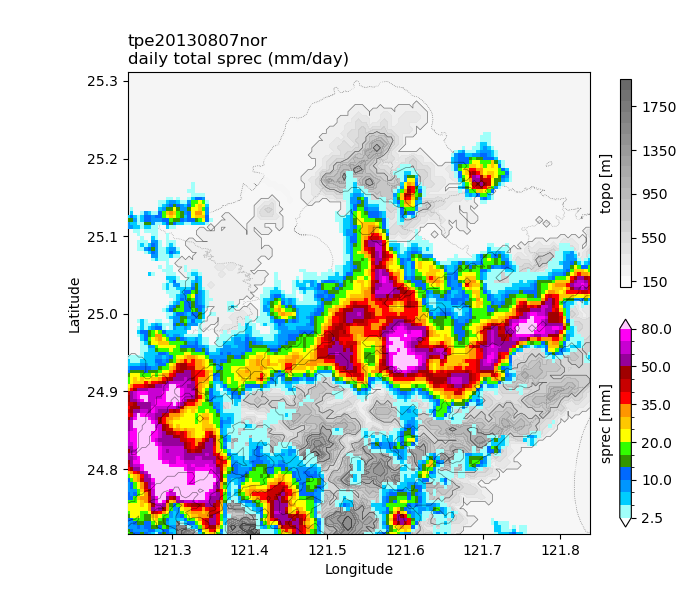 tpe20130807nor
daily total sprec (mm/day)
25.3
25.2
25.1
25.0
24.9
24.8
Latitude
121.3 121.4 121.5 121.6 121.7 121.8
Longitude
1750
1350
950
550
150
topo [m]
80.0
50.0
35.0
20.0
10.0
2.5
sprec [mm]